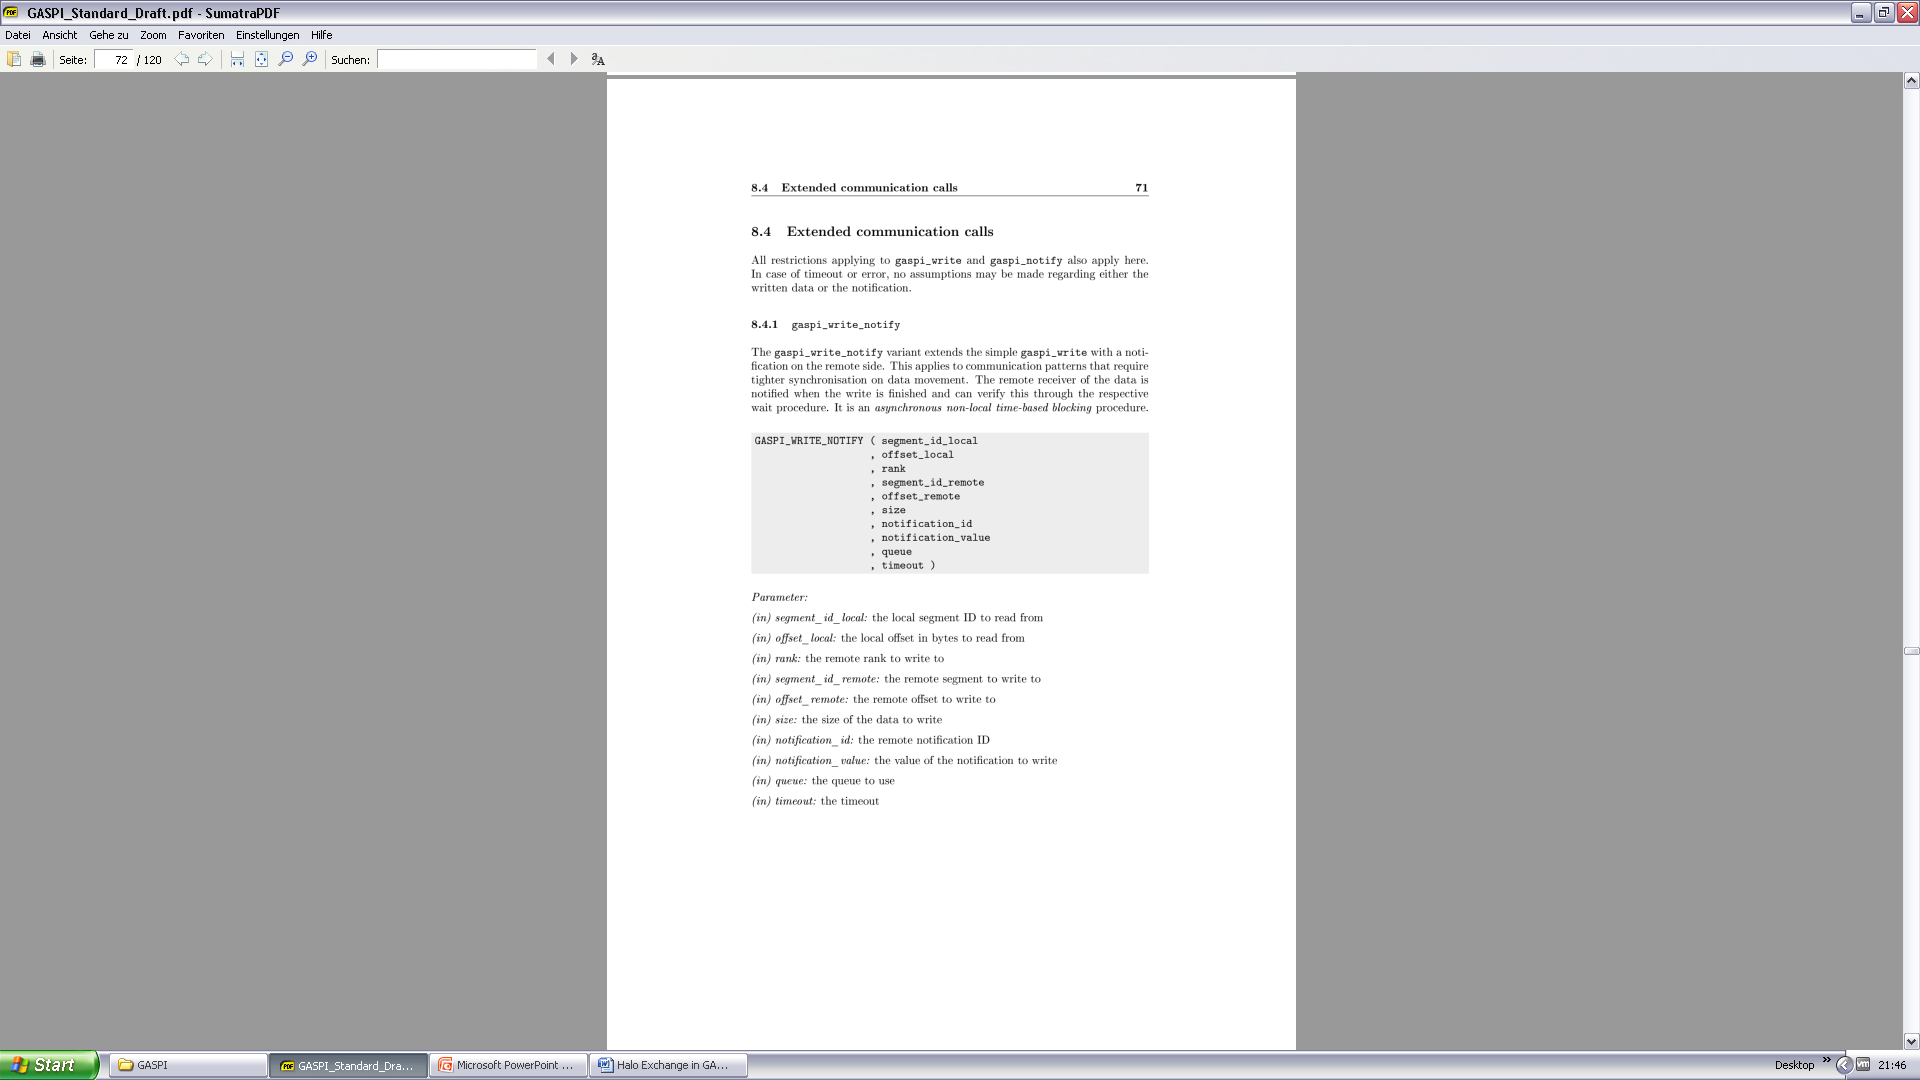 GASPI_Standard_Draft.pdf - SumatraPDF
Datei Ansicht Gehe zu Zoom Favoriten Einstellungen Hilfe
Seite: 72 / 120 Suchen:
8.4 Extended communication calls 71
8.4 Extended communication calls
All restrictions applying to gaspi_write and gaspi_notify also apply here.
In case of timeout or error, no assumptions may be made regarding either the
written data or the notification.
8.4.1 gaspi_write_notify
The gaspi_write_notify variant extends the simple gaspi_write with a noti-
fication on the remote side. This applies to communication patterns that require
tighter synchronisation on data movement. The remote receiver of the data is
notified when the write is finished and can verify this through the respective
wait procedure. It is an asynchronous non-local time-based blocking procedure.
GASPI_WRITE_NOTIFY ( segment_id_local
, offset_local
, rank
, segment_id_remote
, offset_remote
, size
, notification_id
, notification_value
, queue
, timeout )
Parameter:
(in) segment_id_local: the local segment ID to read from
(in) offset_local: the local offset in bytes to read from
(in) rank: the remote rank to write to
(in) segment_id_remote: the remote segment to write to
(in) offset_remote: the remote offset to write to
(in) size: the size of the data to write
(in) notification_id: the remote notification ID
(in) notification_value: the value of the notification to write
(in) queue: the queue to use
(in) timeout: the timeout
Start GASPI GASPI_Standard_Dra... Microsoft PowerPoint ... Halo Exchange in GA... Desktop » 21:46